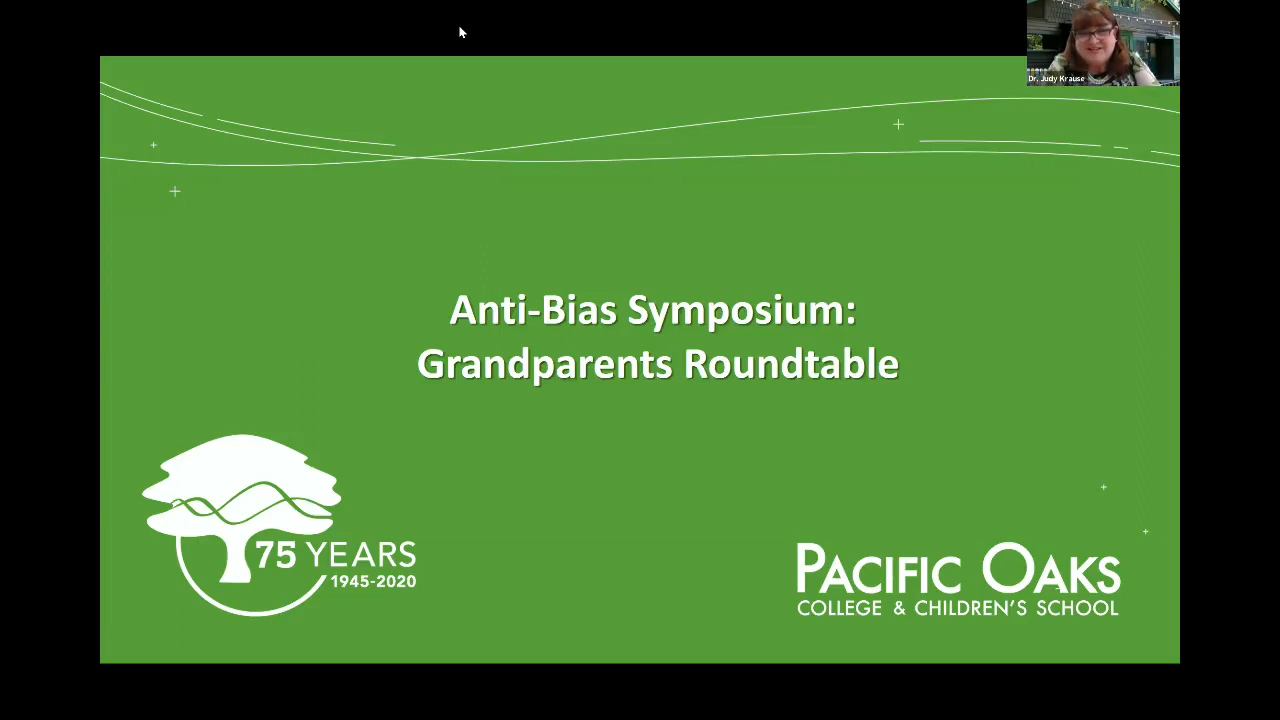 Dr. Judy Krause
Anti-Bias Symposium:
Grandparents Roundtable
75 YEARS
1945-2020
PACIFIC OAKS
COLLEGE & CHILDREN'S SCHOOL